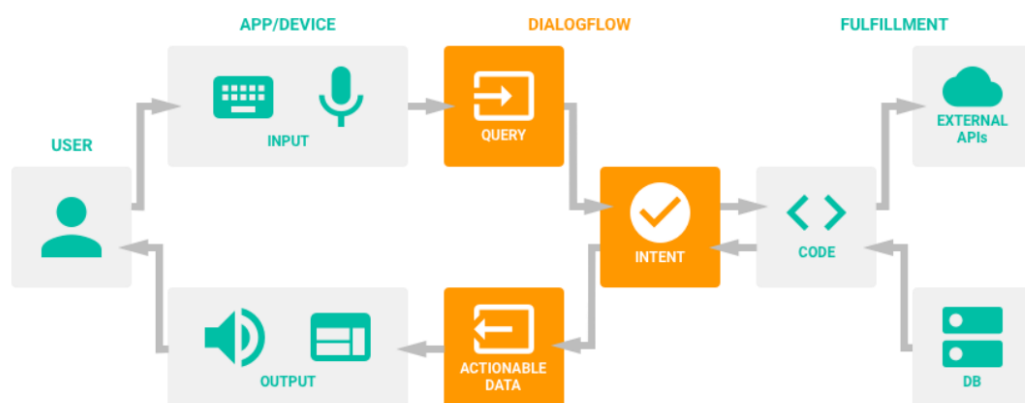 APP/DEVICE
DIALOGFLOW
FULFILLMENT
INPUT
QUERY
EXTERNAL
APIs
USER
INTENT
CODE
OUTPUT
ACTIONABLE
DATA
DB